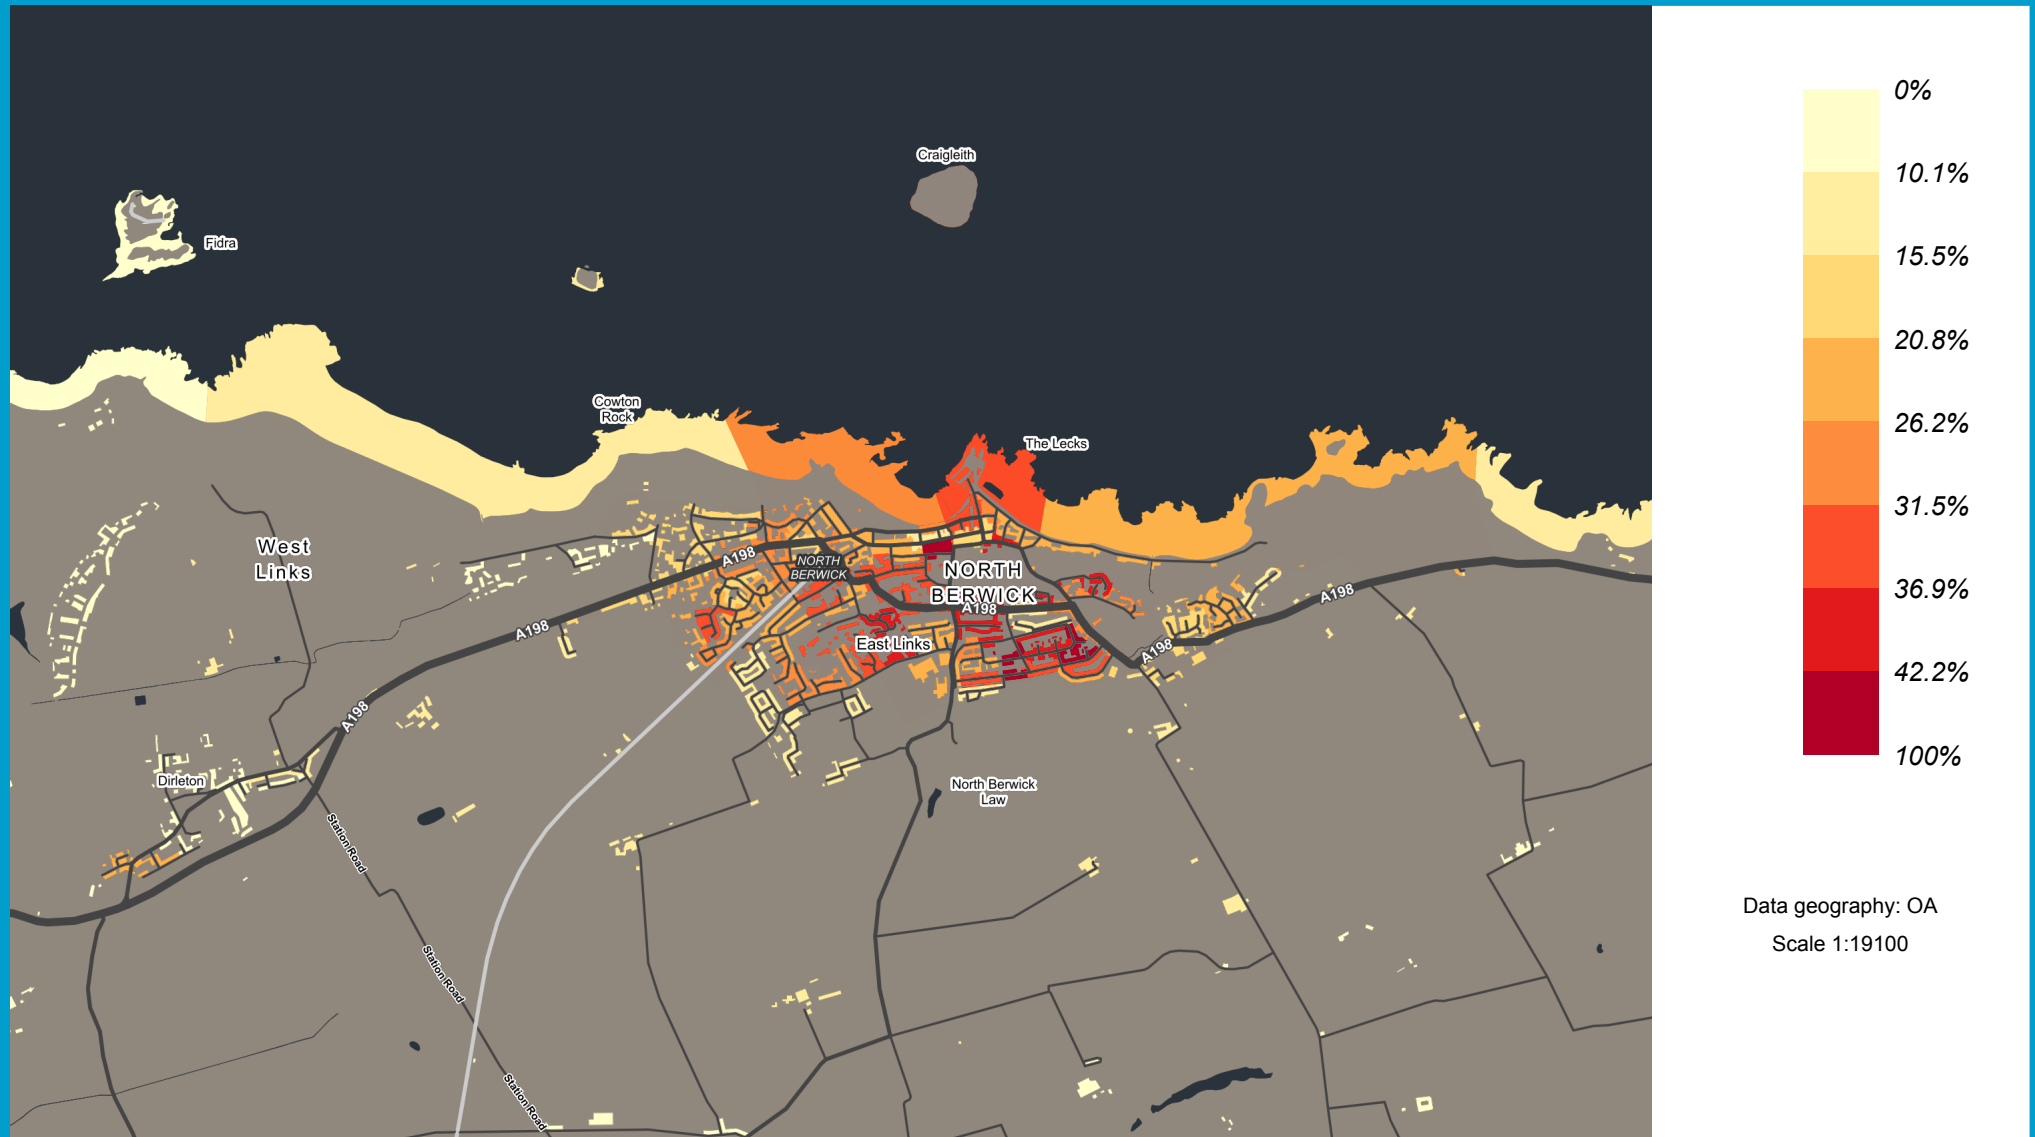 Craigleith
Fidra
Cowton
Rock
The Lecks
West
Links
A198
NORTH
BERWICK
NORTH
BERWICK
A198
A198
A198
East Links
A198
A198
Dirleton
North Berwick
Law
Station Road
Station Road
Station Road
0%
10.1%
15.5%
20.8%
26.2%
31.5%
36.9%
42.2%
100%
Data geography: OA
Scale 1:19100